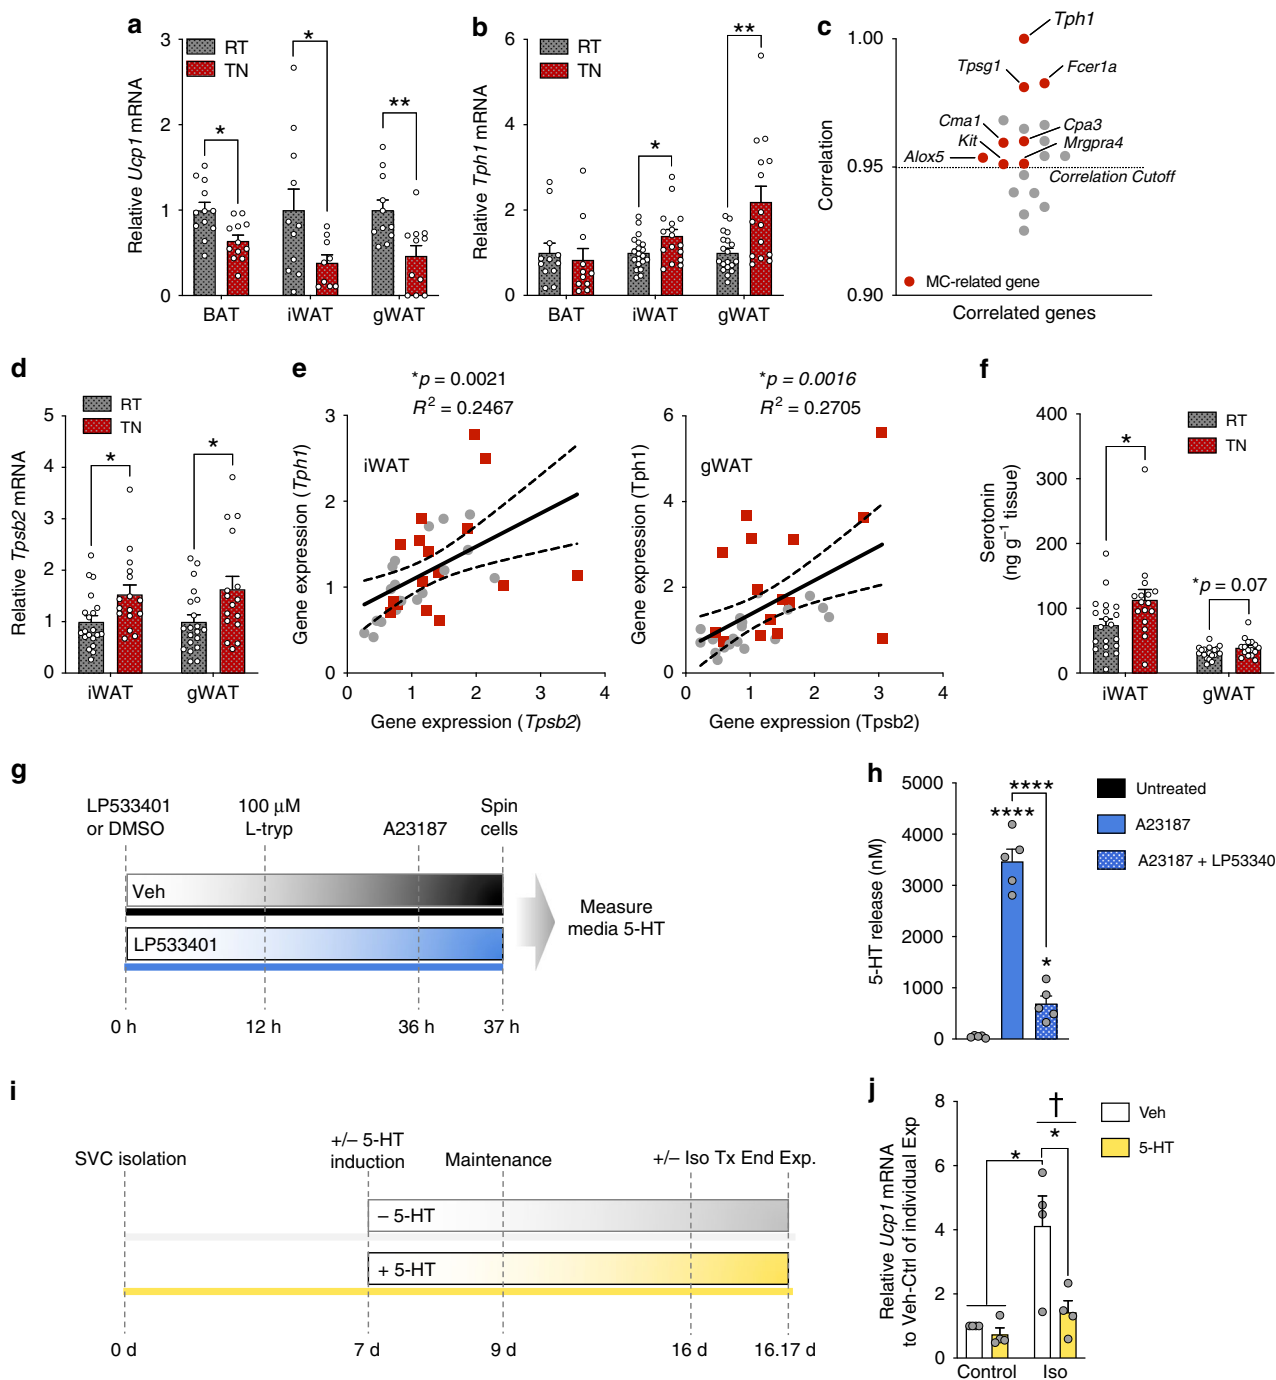 a
Relative Ucp1 mRNA
3
2
1
0
RT
TN
*
*
**
BAT
iWAT
gWAT
b
Relative Tph1 mRNA
6
4
2
0
RT
TN
*
**
BAT
iWAT
gWAT
c
Correlation
1.00
0.95
0.90
Tph1
Tpsg1
Fcer1a
Cma1
Cpa3
Kit
Mrgpra4
Alox5
Correlation Cutoff
MC-related gene
Correlated genes
d
Relative Tpsb2 mRNA
5
4
3
2
1
0
RT
TN
*
*
iWAT
gWAT
e
*p = 0.0021
R² = 0.2467
Gene expression (Tph1)
3
2
1
0
iWAT
0 1 2 3 4
Gene expression (Tpsb2)
*p = 0.0016
R² = 0.2705
Gene expression (Tph1)
6
4
2
0
gWAT
0 1 2 3 4
Gene expression (Tpsb2)
f
Serotonin
(ng g⁻¹ tissue)
400
300
200
100
0
RT
TN
*
*p = 0.07
iWAT
gWAT
g
LP533401
or DMSO
100 μM
L-tryp
A23187
Spin
cells
Veh
LP533401
Measure
media 5-HT
0 h
12 h
36 h
37 h
h
5-HT release (nM)
5000
4000
3000
2000
1000
0
****
****
*
Untreated
A23187
A23187 + LP53340
i
SVC isolation
+/– 5-HT
induction
Maintenance
+/– Iso Tx End Exp.
– 5-HT
+ 5-HT
0 d
7 d
9 d
16 d
16.17 d
j
Relative Ucp1 mRNA
to Veh-Ctrl of individual Exp
8
6
4
2
0
†
*
*
Veh
5-HT
Control
Iso